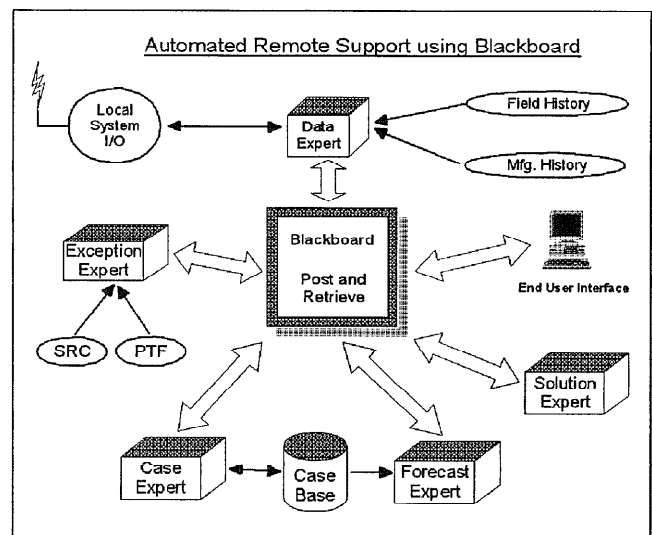 Automated Remote Support using Blackboard
Local
System
I/O
Data
Expert
Field History
Mfg. History
Exception
Expert
SRC
PTF
Blackboard
Post and
Retrieve
End User Interface
Solution
Expert
Case
Expert
Case
Base
Forecast
Expert